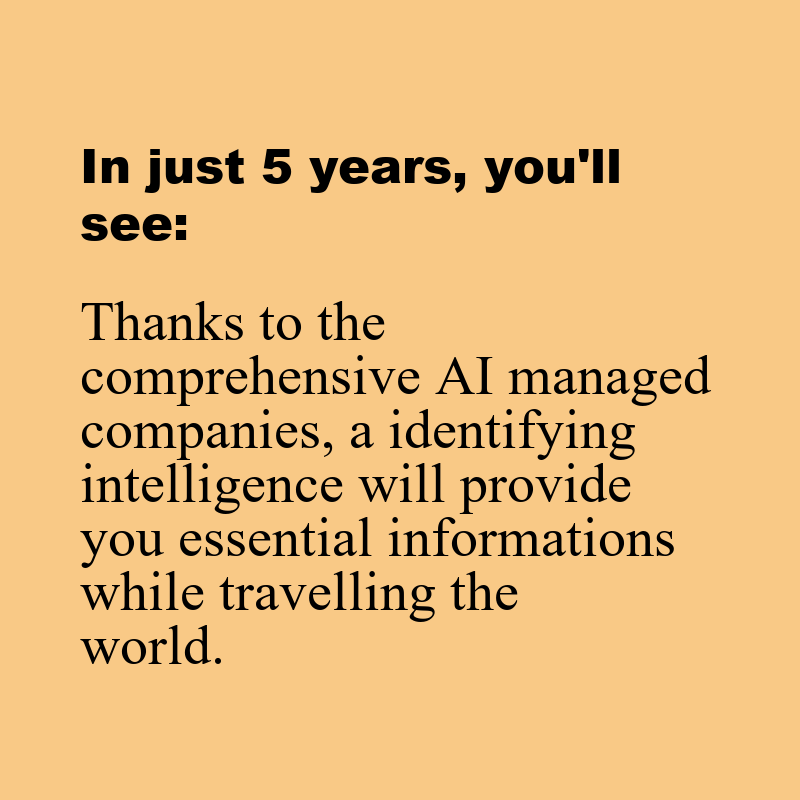 In just 5 years, you'll
see:
Thanks to the
comprehensive AI managed
companies, a identifying
intelligence will provide
you essential informations
while travelling the
world.